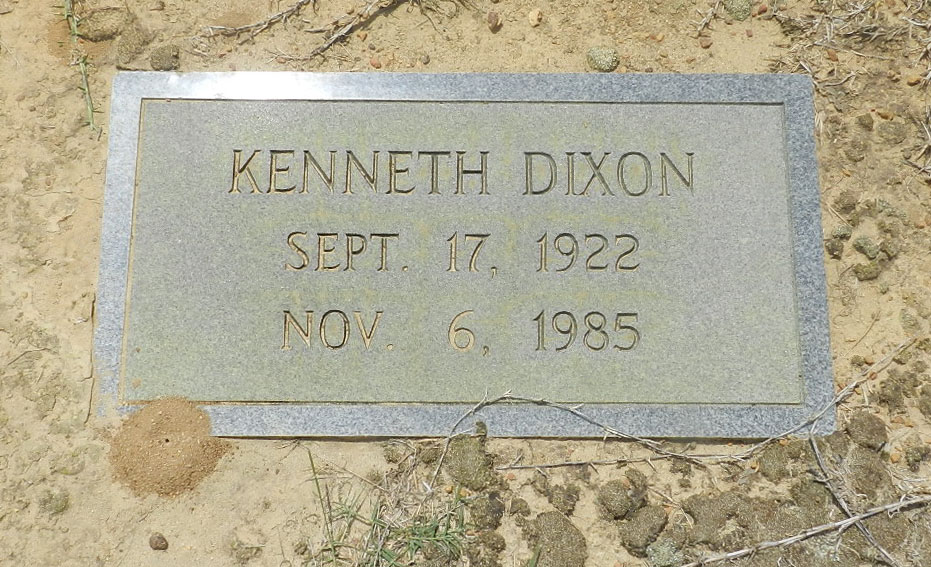 KENNETH DIXON
SEPT. 17, 1922
NOV. 6, 1985